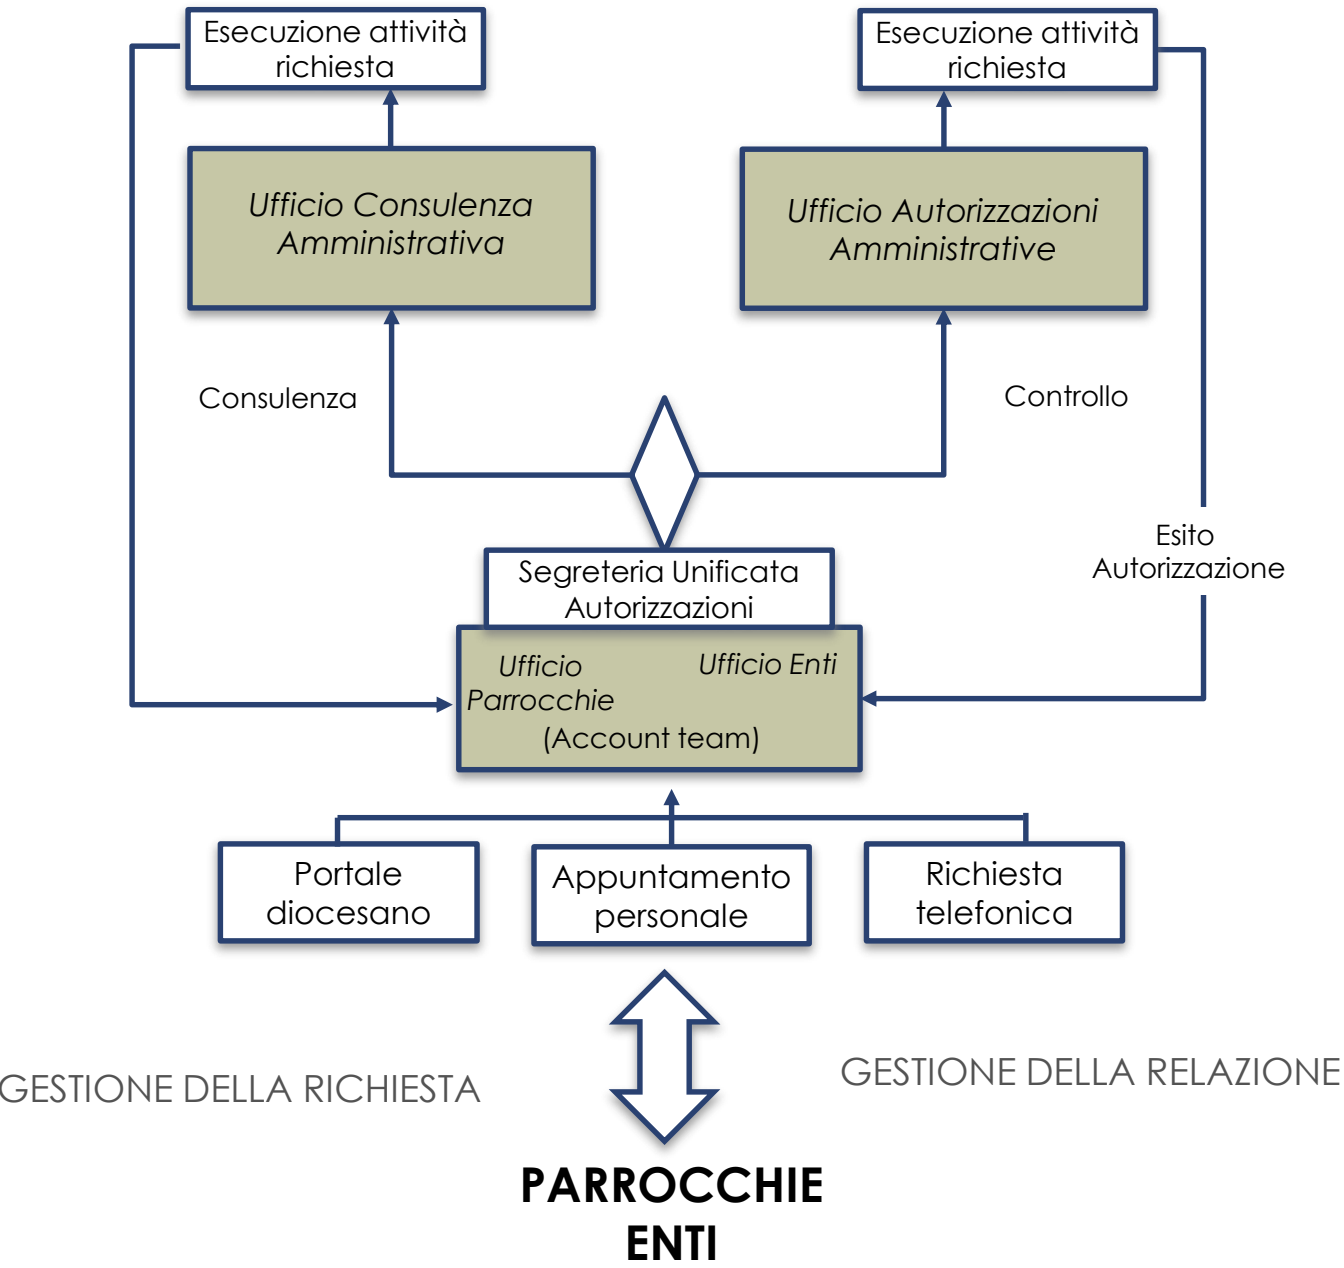 Esecuzione attività
richiesta
Esecuzione attività
richiesta
Ufficio Consulenza
Amministrativa
Ufficio Autorizzazioni
Amministrative
Consulenza
Controllo
Esito
Autorizzazione
Segreteria Unificata
Autorizzazioni
Ufficio
Parrocchie
Ufficio Enti
(Account team)
Portale
diocesano
Appuntamento
personale
Richiesta
telefonica
GESTIONE DELLA RICHIESTA
GESTIONE DELLA RELAZIONE
PARROCCHIE
ENTI